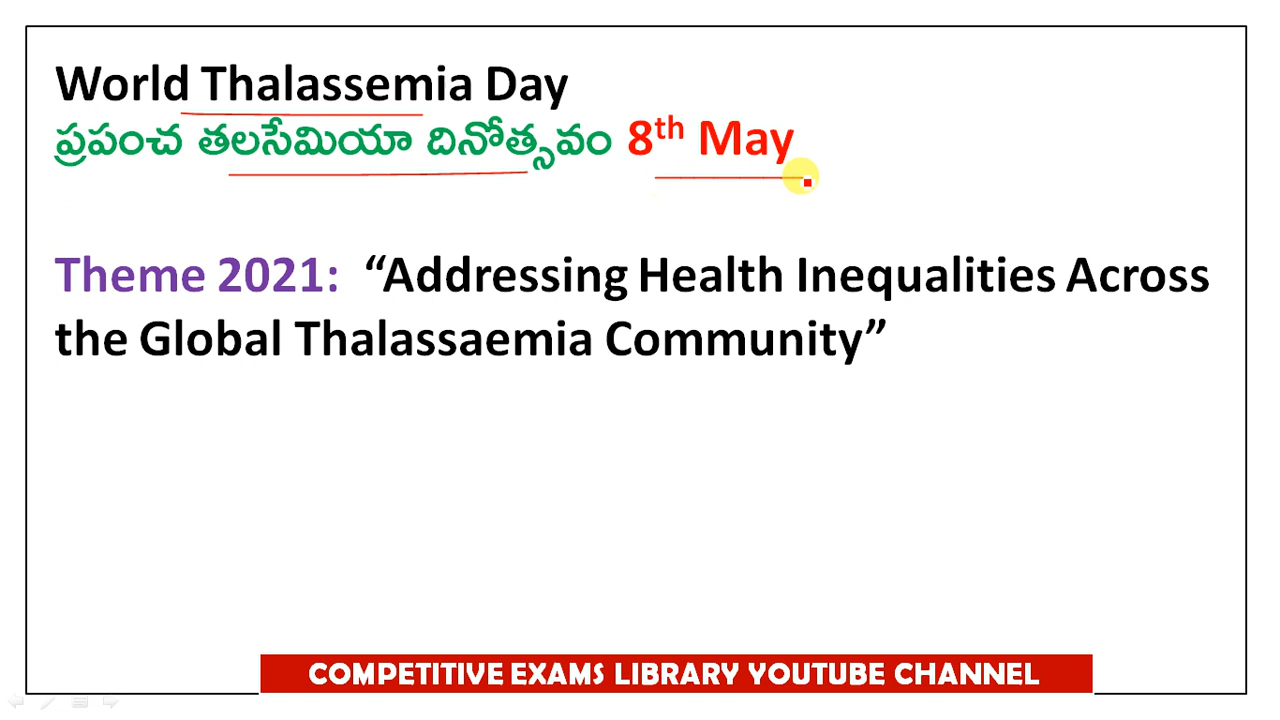 World Thalassemia Day
ప్రపంచ తలసేమియా దినోత్సవం 8th May
Theme 2021: “Addressing Health Inequalities Across
the Global Thalassaemia Community”
COMPETITIVE EXAMS LIBRARY YOUTUBE CHANNEL